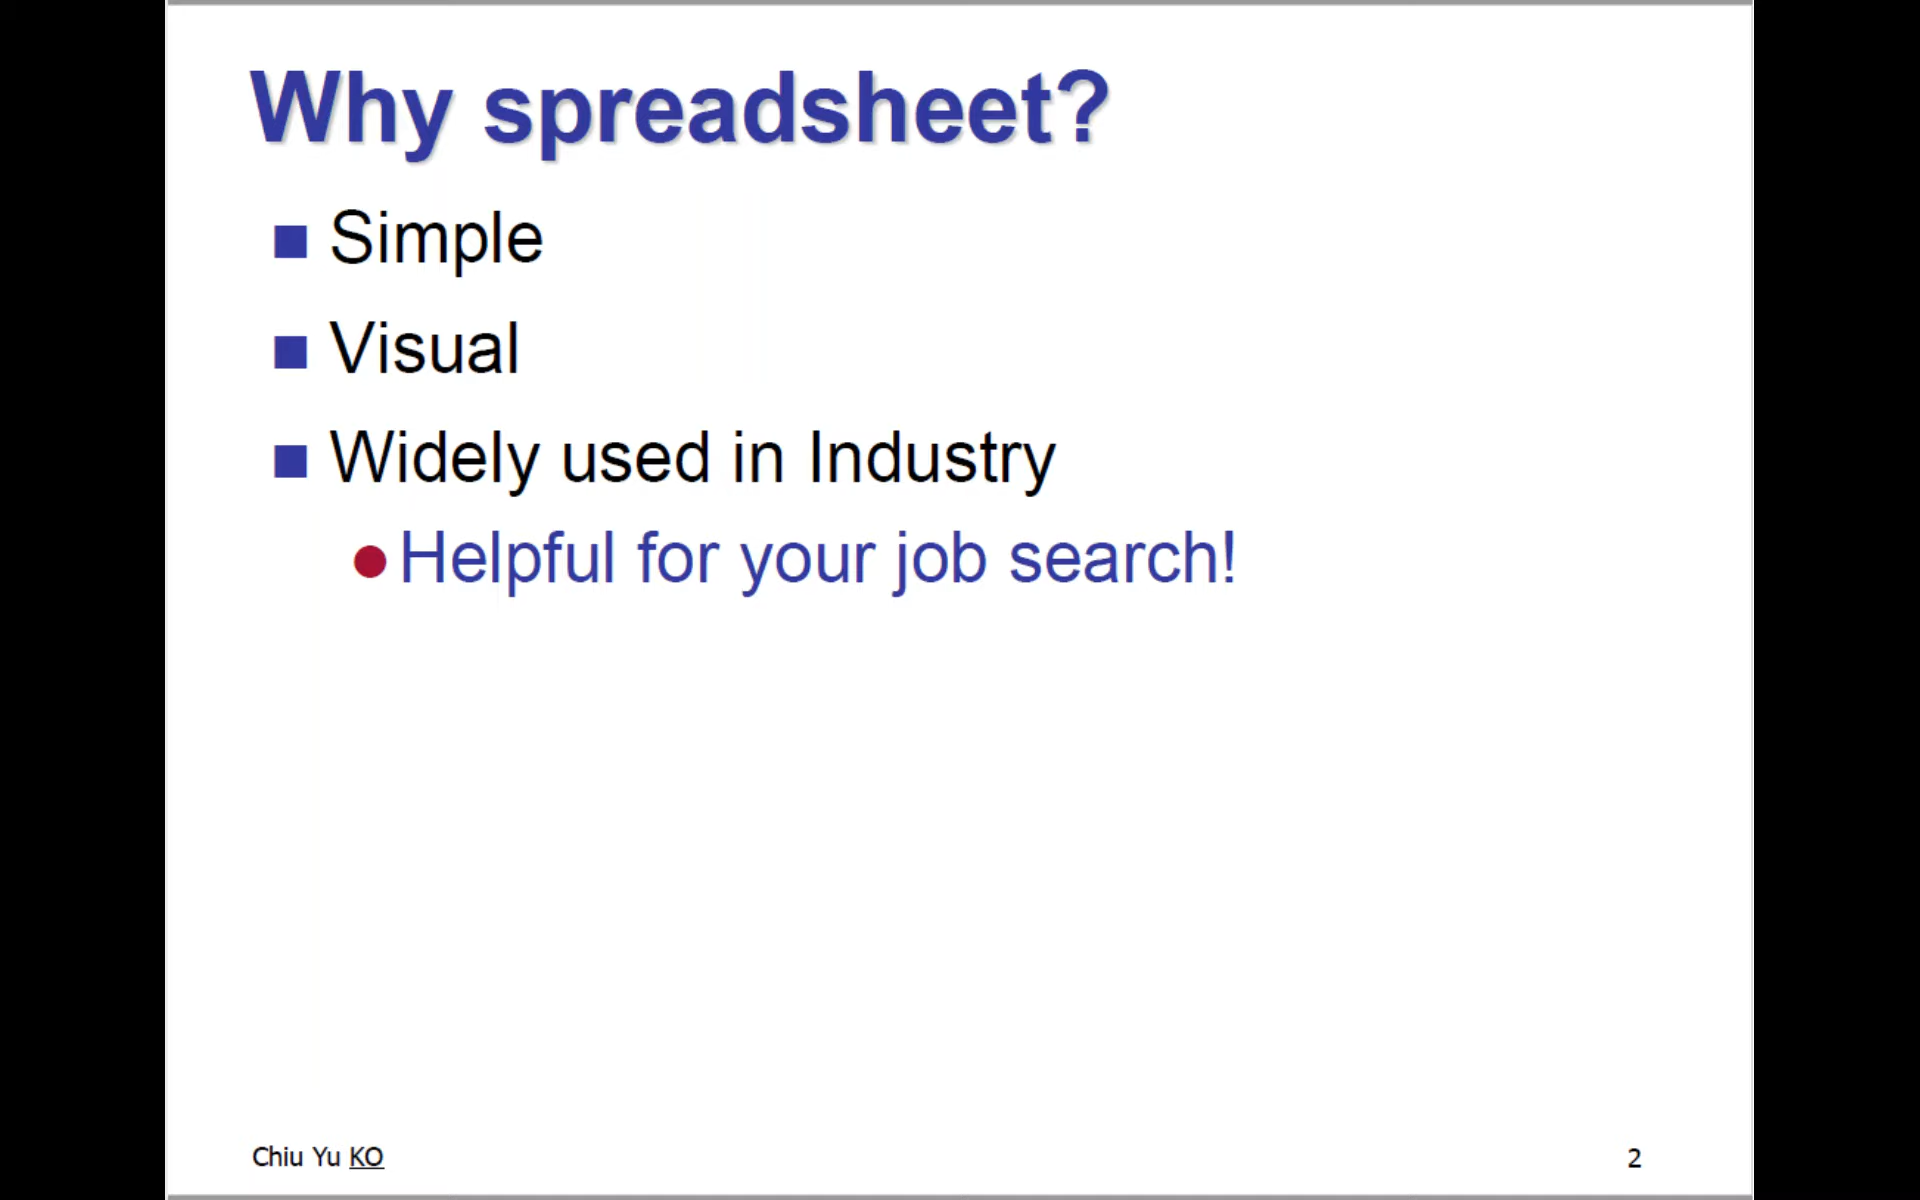 Why spreadsheet?
Simple
Visual
Widely used in Industry
Helpful for your job search!
Chiu Yu KO
2